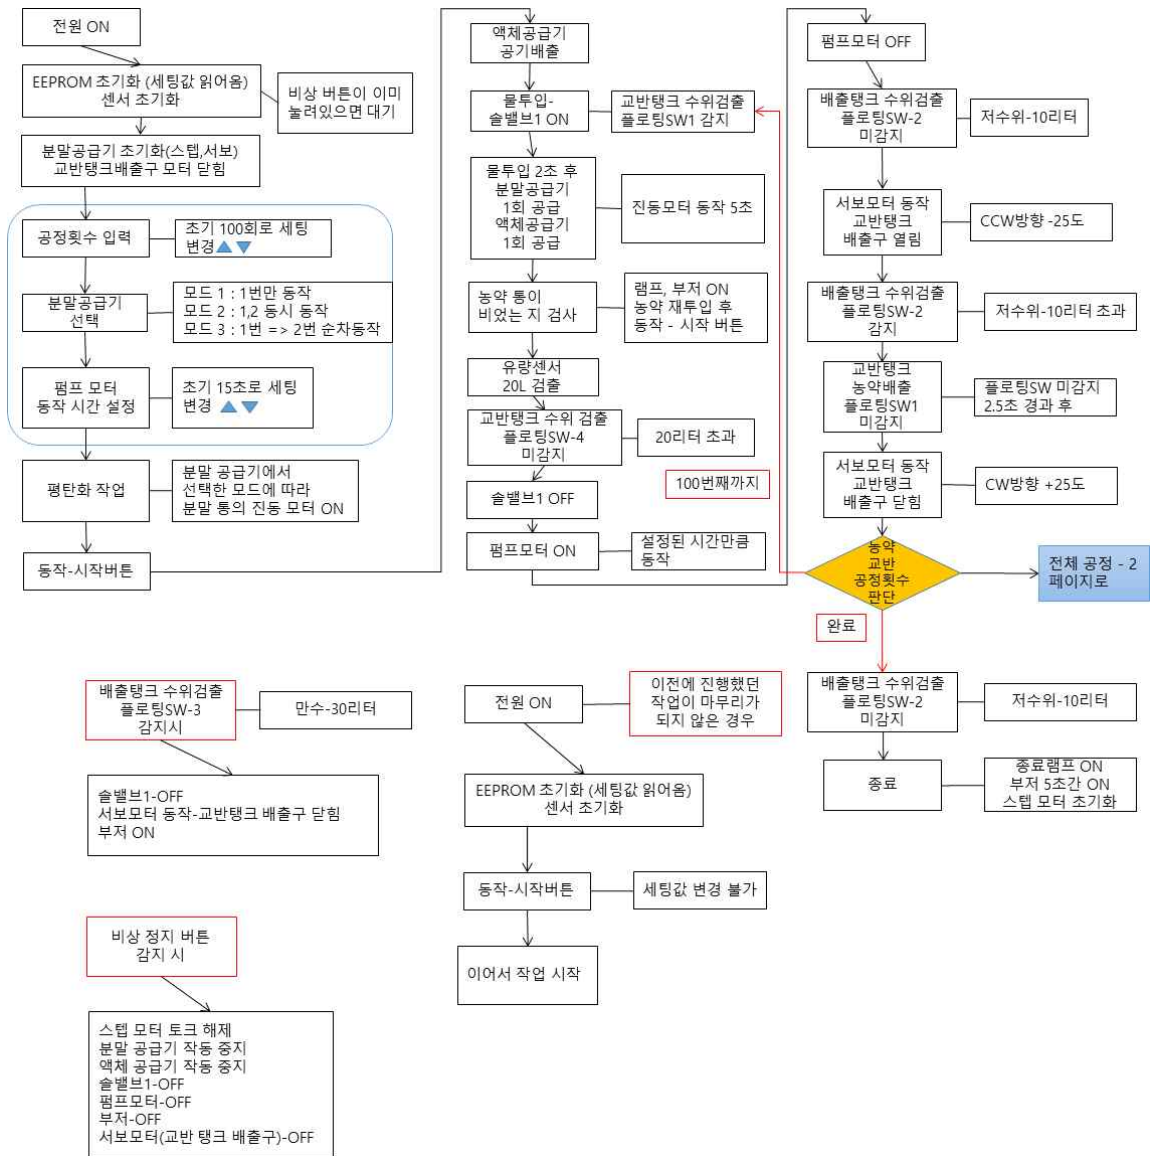 전원 ON
EEPROM 초기화 (세팅값 읽어옴)
센서 초기화
비상 버튼이 이미
눌려있으면 대기
분말공급기 초기화(스텝,서보)
교반탱크배출구 모터 닫힘
공정횟수 입력
초기 100회로 세팅
변경
분말공급기
선택
모드 1 : 1번만 동작
모드 2 : 1,2 동시 동작
모드 3 : 1번 => 2번 순차동작
펌프 모터
동작 시간 설정
초기 15초로 세팅
변경
평탄화 작업
분말 공급기에서
선택한 모드에 따라
분말 통의 진동 모터 ON
동작-시작버튼
액체공급기
공기배출
물투입-
솔밸브1 ON
교반탱크 수위검출
플로팅SW1 감지
물투입 2초 후
분말공급기
1회 공급
액체공급기
1회 공급
진동모터 동작 5초
농약 통이
비었는 지 검사
램프, 부저 ON
농약 재투입 후
동작 - 시작 버튼
유량센서
20L 검출
교반탱크 수위 검출
플로팅SW-4
미감지
20리터 초과
솔밸브1 OFF
100번째까지
펌프모터 ON
설정된 시간만큼
동작
펌프모터 OFF
배출탱크 수위검출
플로팅SW-2
미감지
저수위-10리터
서보모터 동작
교반탱크
배출구 열림
CCW방향 -25도
배출탱크 수위검출
플로팅SW-2
감지
저수위-10리터 초과
교반탱크
농약배출
플로팅SW1
미감지
플로팅SW 미감지
2.5초 경과 후
서보모터 동작
교반탱크
배출구 닫힘
CW방향 +25도
농약
교반
공정횟수
판단
전체 공정 - 2
페이지로
완료
배출탱크 수위검출
플로팅SW-2
미감지
저수위-10리터
종료
종료램프 ON
부저 5초간 ON
스텝 모터 초기화
배출탱크 수위검출
플로팅SW-3
감지시
만수-30리터
솔밸브1-OFF
서보모터 동작-교반탱크 배출구 닫힘
부저 ON
비상 정지 버튼
감지 시
스텝 모터 토크 해제
분말 공급기 작동 중지
액체 공급기 작동 중지
솔밸브1-OFF
펌프모터-OFF
부저-OFF
서보모터(교반 탱크 배출구)-OFF
전원 ON
이전에 진행했던
작업이 마무리가
되지 않은 경우
EEPROM 초기화 (세팅값 읽어옴)
센서 초기화
동작-시작버튼
세팅값 변경 불가
이어서 작업 시작